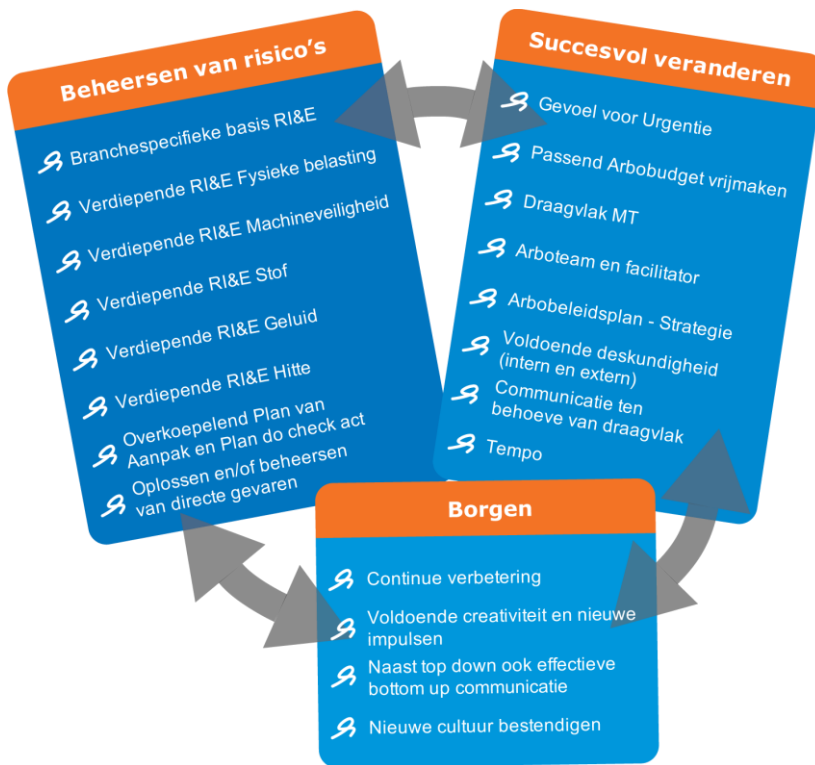 Beheersen van risico's
Branchespecifieke basis RI&E
Verdiepende RI&E Fysieke belasting
Verdiepende RI&E Machineveiligheid
Verdiepende RI&E Stof
Verdiepende RI&E Geluid
Verdiepende RI&E Hitte
Overkoepelend Plan van
Aanpak en Plan do check act
Oplossen en/of beheersen
van directe gevaren
Succesvol veranderen
Gevoel voor Urgentie
Passend Arbobudget vrijmaken
Draagvlak MT
Arboteam en facilitator
Arbobeleidsplan - Strategie
Voldoende deskundigheid
(intern en extern)
Communicatie ten
behoeve van draagvlak
Tempo
Borgen
Continue verbetering
Voldoende creativiteit en nieuwe
impulsen
Naast top down ook effectieve
bottom up communicatie
Nieuwe cultuur bestendigen